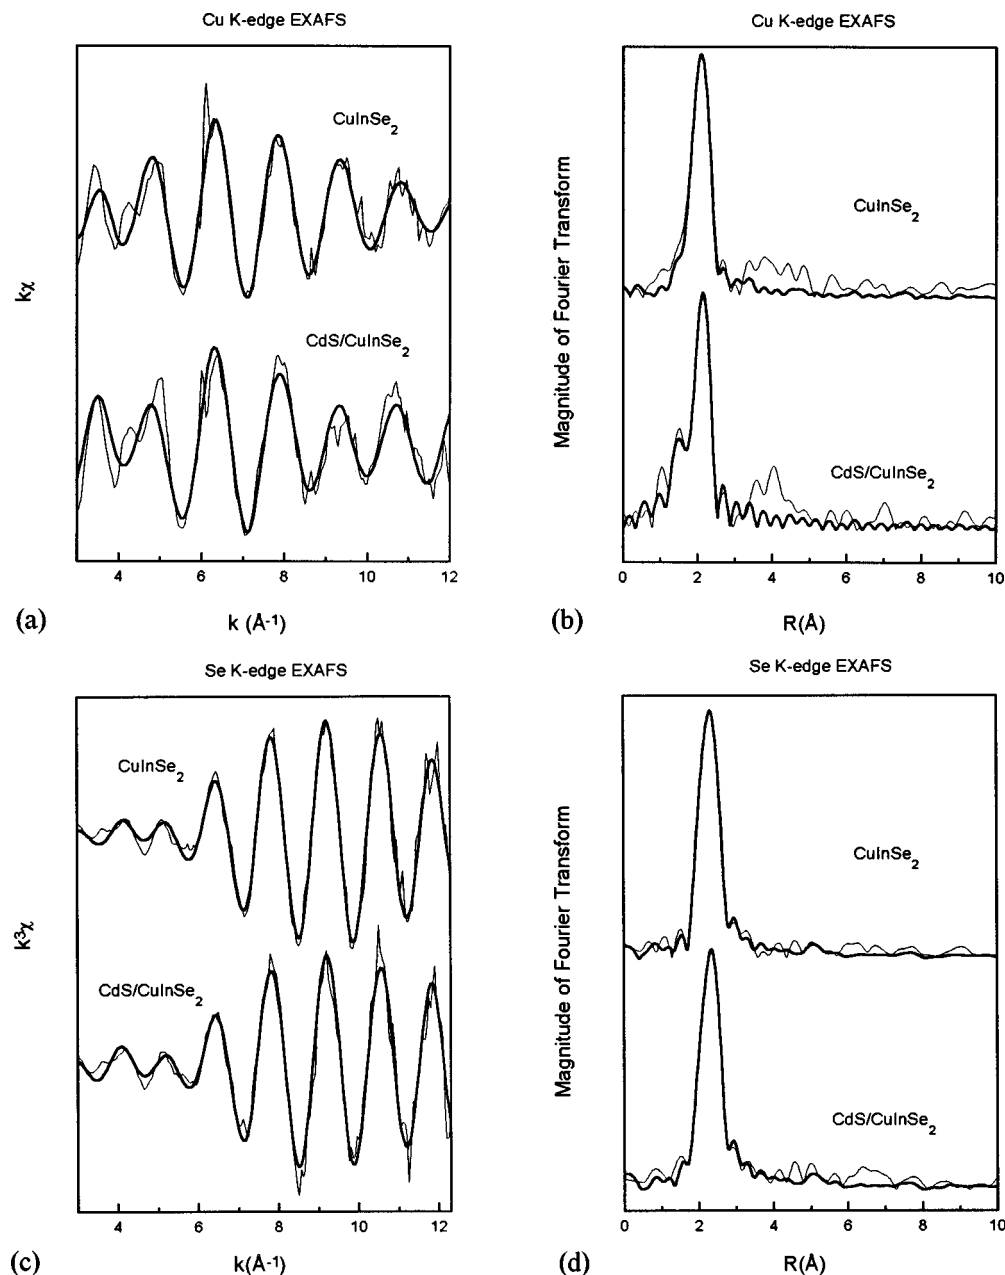 Cu K-edge EXAFS
kχ
CuInSe₂
CdS/CuInSe₂
4 6 8 10 12
(a)
k (Å⁻¹)
Cu K-edge EXAFS
Magnitude of Fourier Transform
CuInSe₂
CdS/CuInSe₂
0 2 4 6 8 10
(b)
R(Å)
Se K-edge EXAFS
k³χ
CuInSe₂
CdS/CuInSe₂
4 6 8 10 12
(c)
k(Å⁻¹)
Se K-edge EXAFS
Magnitude of Fourier Transform
CuInSe₂
CdS/CuInSe₂
0 2 4 6 8 10
(d)
R(Å)